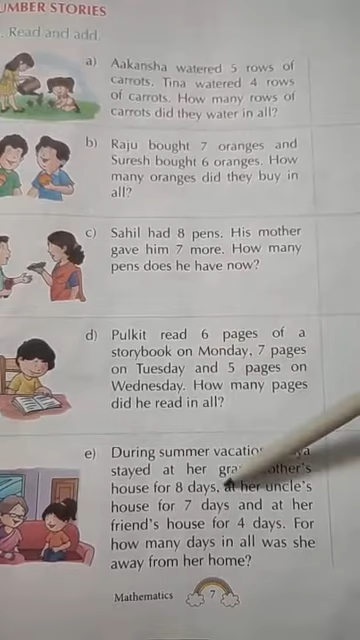 UMBER STORIES
. Read and add.
a) Aakansha watered 5 rows of
carrots. Tina watered 4 rows
of carrots. How many rows of
carrots did they water in all?
b) Raju bought 7 oranges and
Suresh bought 6 oranges. How
many oranges did they buy in
all?
c) Sahil had 8 pens. His mother
gave him 7 more. How many
pens does he have now?
d) Pulkit read 6 pages of a
storybook on Monday, 7 pages
on Tuesday and 5 pages on
Wednesday. How many pages
did he read in all?
e) During summer
stayed at her
house for 8 days, at her uncle's
house for 7 days and at her
friend's house for 4 days. For
how many days in all was she
away from her home?
Mathematics 7